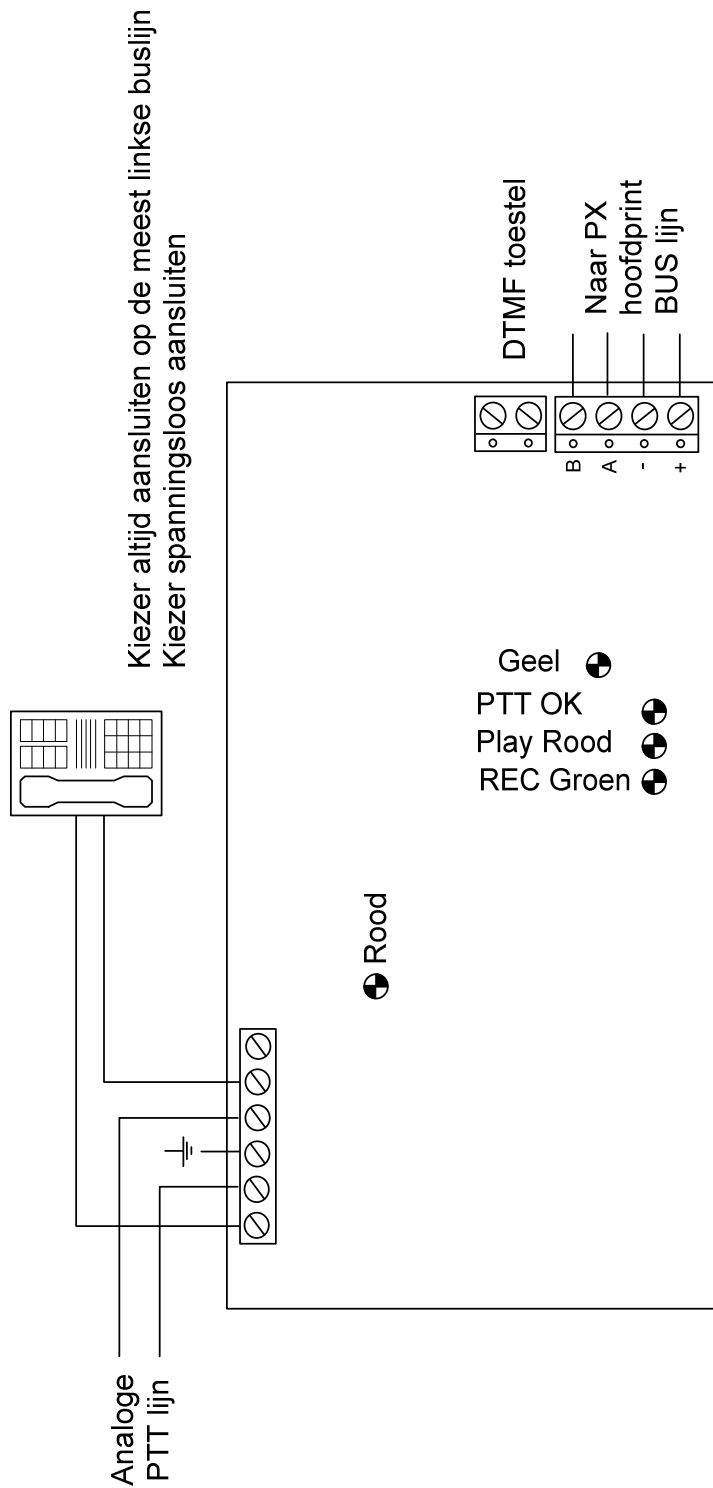 Kiezer altijd aansluiten op de meest linkse buslijn
Kiezer spanningsloos aansluiten
Analoge
PTT lijn
Rood
Geel
PTT OK
Play Rood
REC Groen
DTMF toestel
B
A
-
+
Naar PX
hoofdprint
BUS lijn